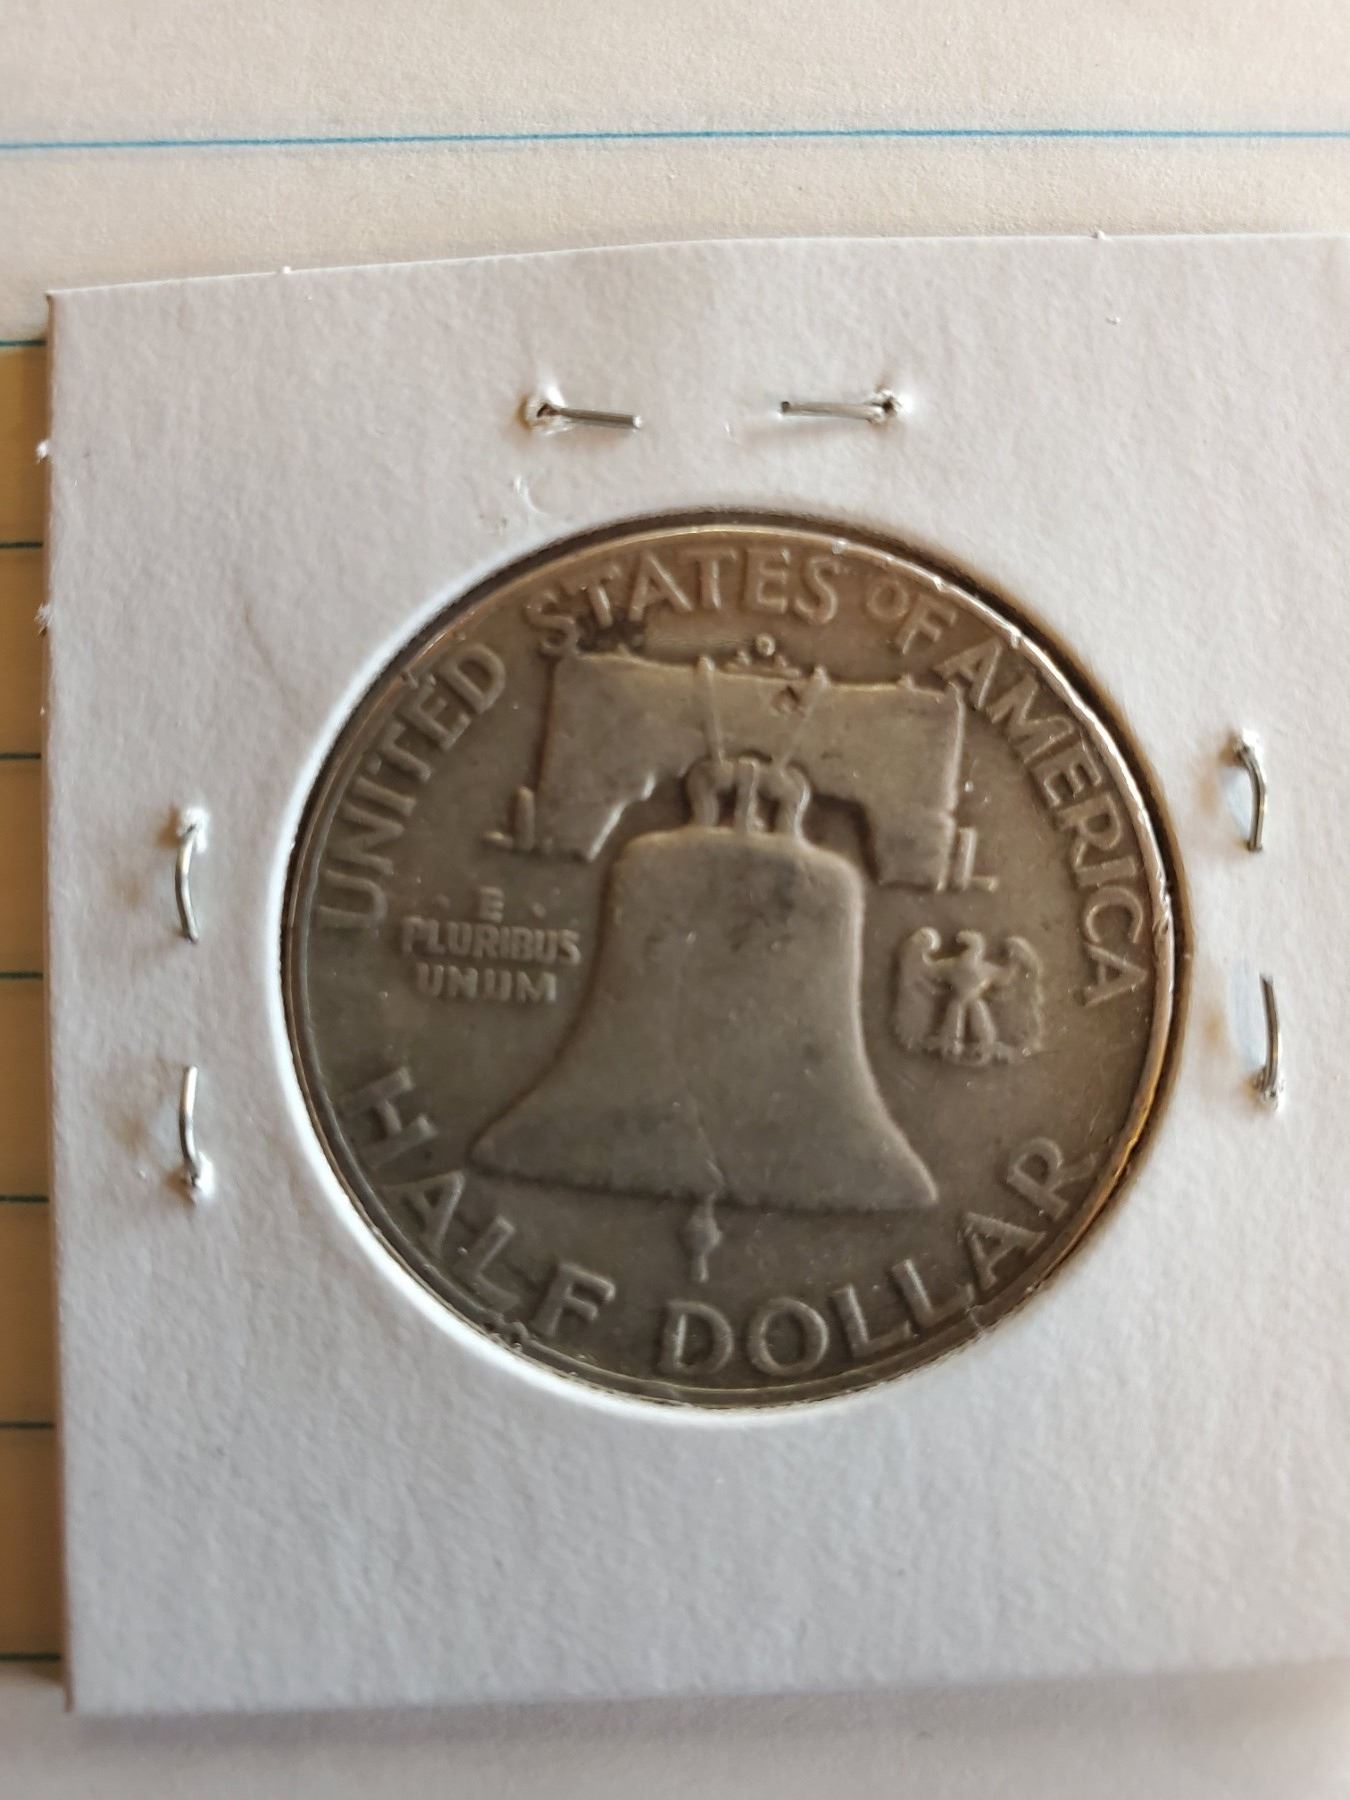 UNITED STATES OF AMERICA
E
PLURIBUS
UNUM
HALF DOLLAR